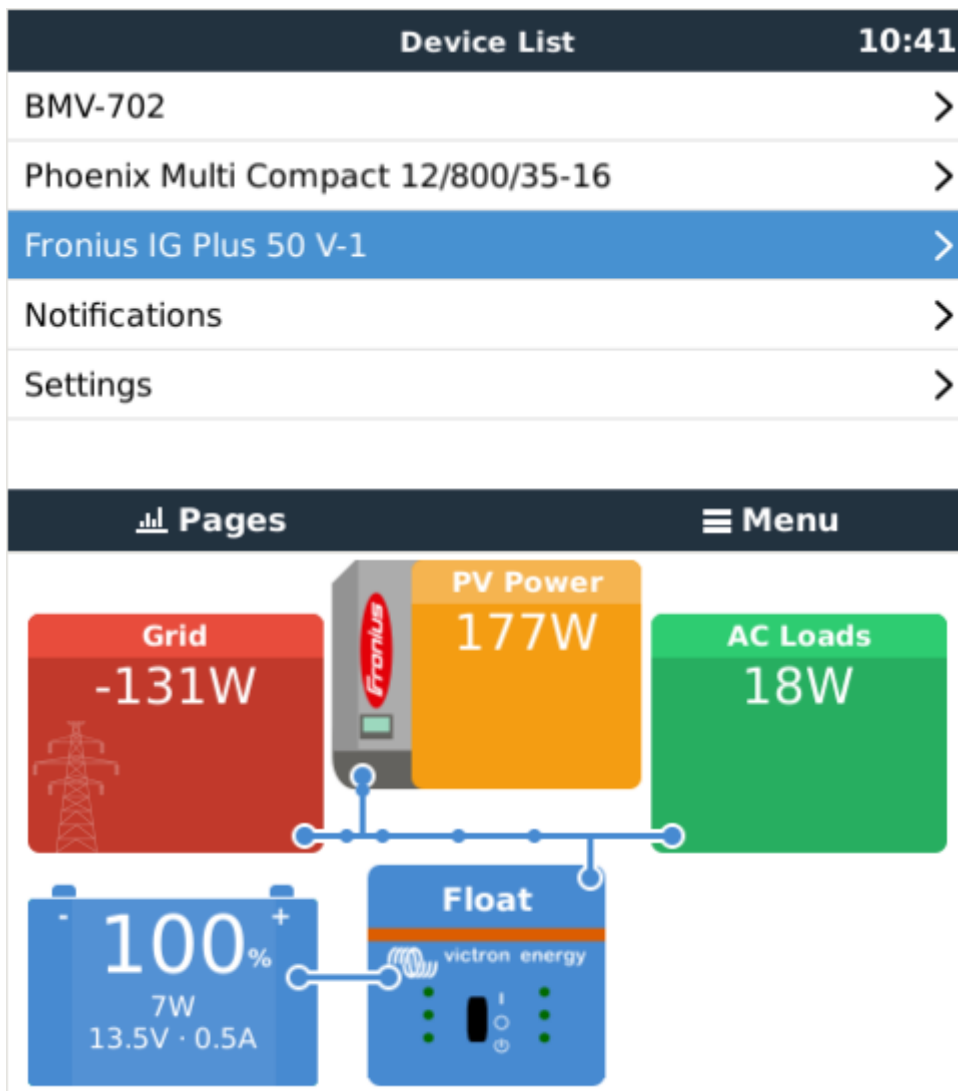 Device List 10:41
BMV-702
Phoenix Multi Compact 12/800/35-16
Fronius IG Plus 50 V-1
Notifications
Settings
Pages Menu
PV Power
177W
Grid
-131W
Fronius
AC Loads
18W
- +
100%
7W
13.5V · 0.5A
Float
victron energy
I